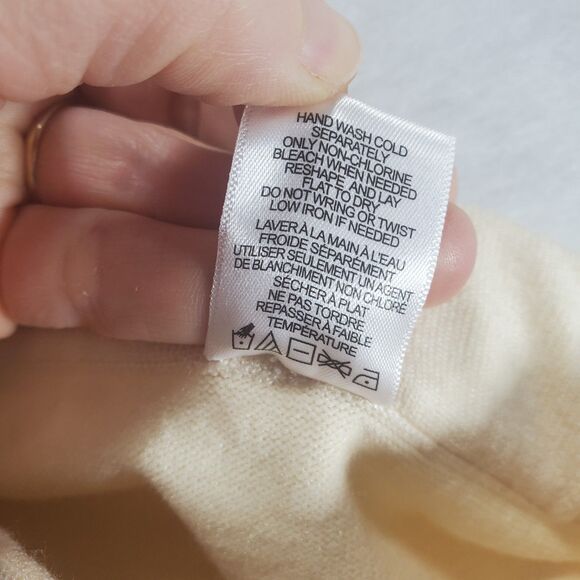 HAND WASH COLD
SEPARATELY
ONLY NON-CHLORINE
BLEACH WHEN NEEDED
RESHAPE, AND LAY
FLAT TO DRY
DO NOT WRING OR TWIST
LOW IRON IF NEEDED
LAVER À LA MAIN À L'EAU
FROIDE SÉPARÉMENT
UTILISER SEULEMENT UN AGENT
DE BLANCHIMENT NON CHLORÉ
SÉCHER À PLAT
NE PAS TORDRE
REPASSER À FAIBLE
TEMPÉRATURE